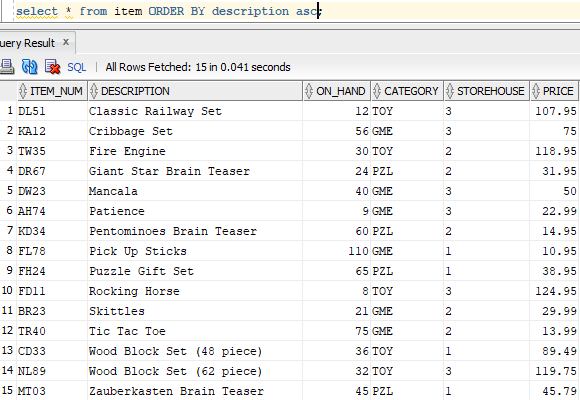 select * from item ORDER BY description asc;
uery Result x
SQL | All Rows Fetched: 15 in 0.041 seconds
ITEM_NUM DESCRIPTION ON_HAND CATEGORY STOREHOUSE PRICE
1 DL51 Classic Railway Set 12 TOY 3 107.95
2 KA12 Cribbage Set 56 GME 3 75
3 TW35 Fire Engine 30 TOY 2 118.95
4 DR67 Giant Star Brain Teaser 24 PZL 2 31.95
5 DW23 Mancala 40 GME 3 50
6 AH74 Patience 9 GME 3 22.99
7 KD34 Pentominoes Brain Teaser 60 PZL 2 14.95
8 FL78 Pick Up Sticks 110 GME 1 10.95
9 FH24 Puzzle Gift Set 65 PZL 1 38.95
10 FD11 Rocking Horse 8 TOY 3 124.95
11 BR23 Skittles 21 GME 2 29.99
12 TR40 Tic Tac Toe 75 GME 2 13.99
13 CD33 Wood Block Set (48 piece) 36 TOY 1 89.49
14 NL89 Wood Block Set (62 piece) 32 TOY 3 119.75
15 MT03 Zauberkasten Brain Teaser 45 PZL 1 45.79